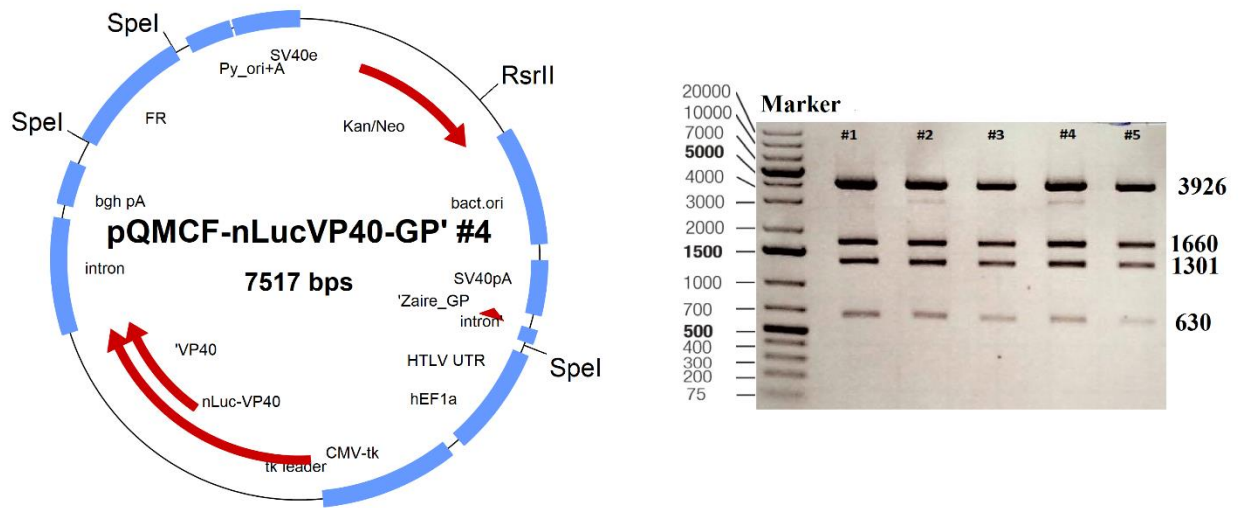 SpeI
SV40e
Py_ori+A
RsrII
SpeI
FR
Kan/Neo
bgh pA
bact.ori
pQMCF-nLucVP40-GP' #4
intron
7517 bps
SV40pA
'Zaire_GP
intron
'VP40
HTLV UTR
SpeI
nLuc-VP40
hEF1a
CMV-tk
tk leader
20000
10000
7000
5000
4000
3000
2000
1500
1000
700
500
400
300
200
75
Marker
#1 #2 #3 #4 #5
3926
1660
1301
630